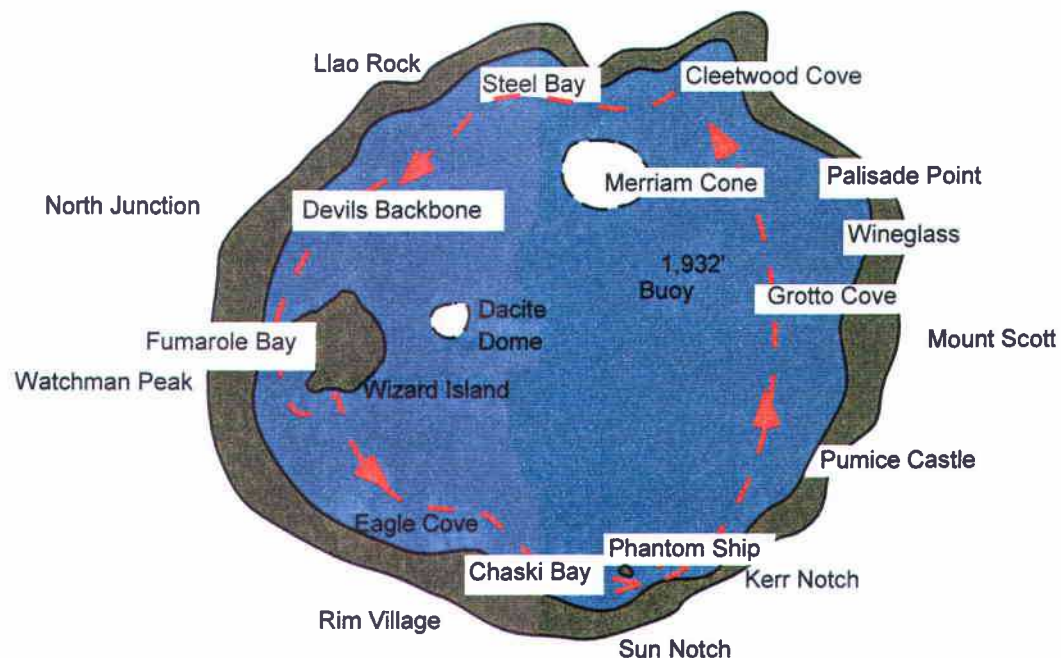 Llao Rock
Steel Bay
Cleetwood Cove
Merriam Cone
Palisade Point
North Junction
Devils Backbone
Wineglass
1,932'
Buoy
Grotto Cove
Dacite
Dome
Fumarole Bay
Mount Scott
Watchman Peak
Wizard Island
Pumice Castle
Eagle Cove
Phantom Ship
Chaski Bay
Kerr Notch
Rim Village
Sun Notch